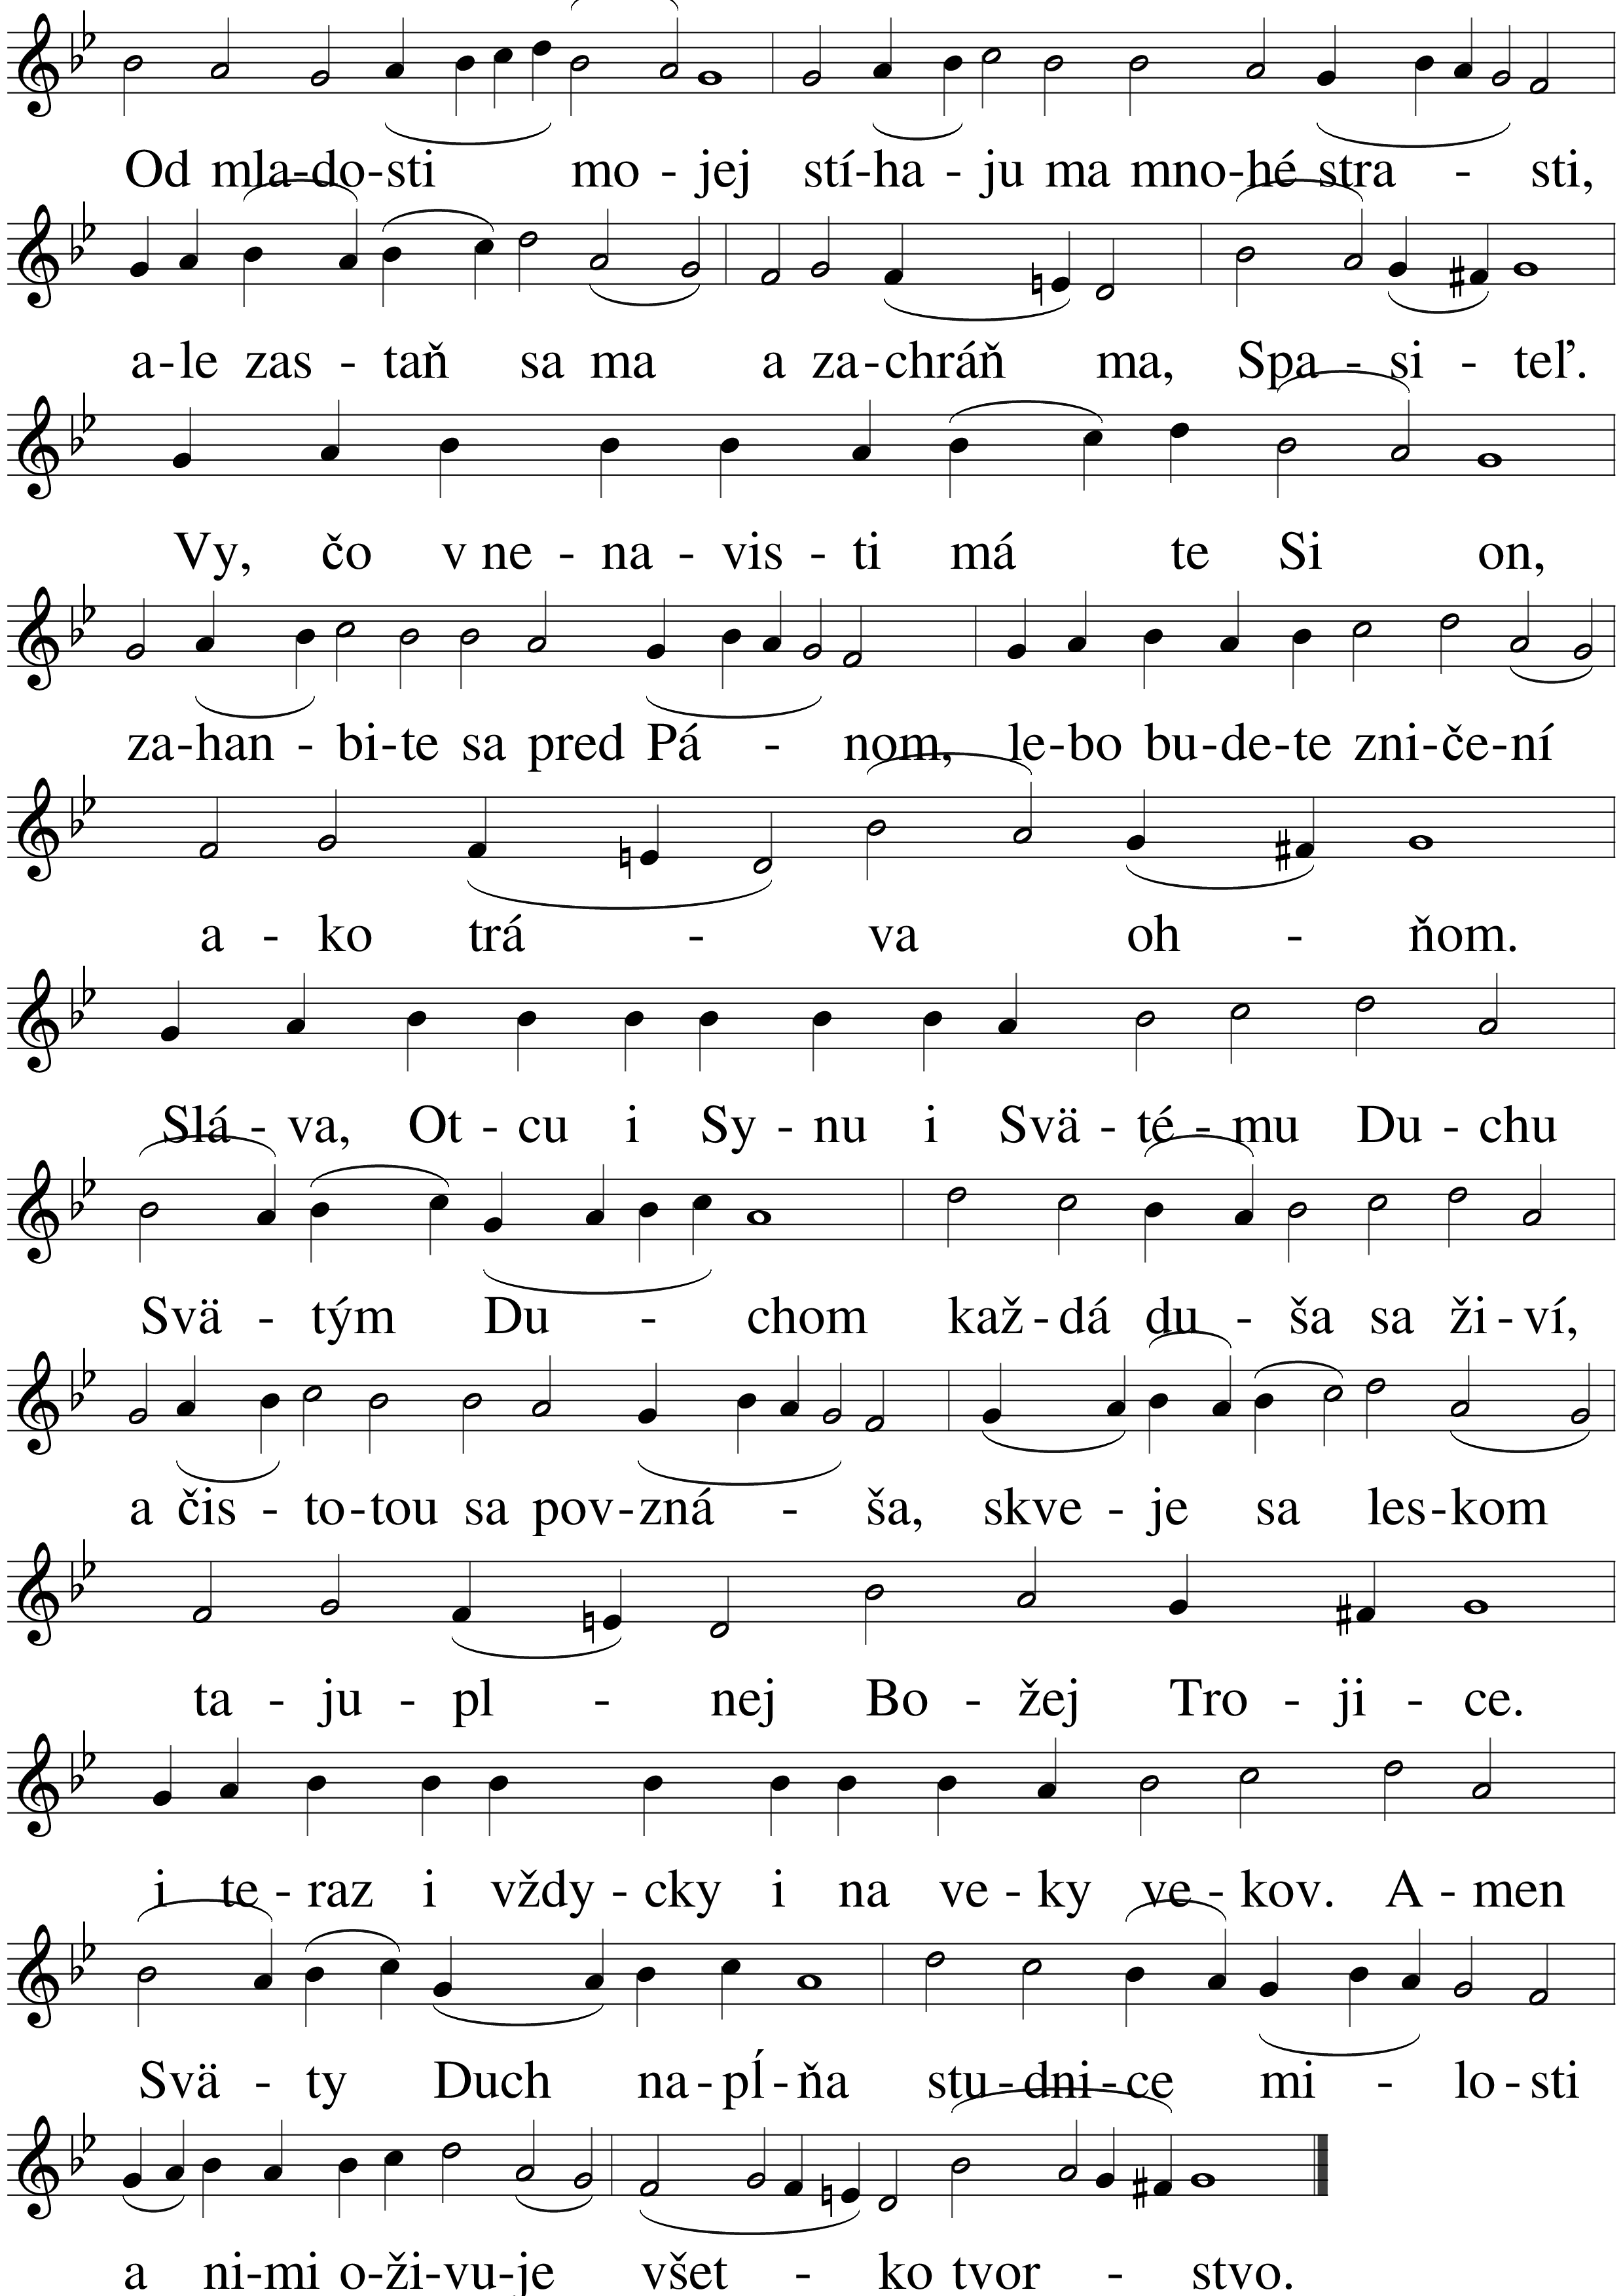 Od mla-do-sti mo - jej stí-ha - ju ma mno-hé stra - sti,
a-le zas - taň sa ma a za-chráň ma, Spa - si - teľ.
Vy, čo v ne - na - vis - ti má te Si on,
za-han - bi-te sa pred Pá - nom, le-bo bu-de-te zni-če-ní
a - ko trá - va oh - ňom.
Slá - va, Ot - cu i Sy - nu i Svä - té - mu Du - chu
Svä - tým Du - chom kaž - dá du - ša sa ži - ví,
a čis - to-tou sa pov-zná - ša, skve - je sa les-kom
ta - ju - pl - nej Bo - žej Tro - ji - ce.
i te - raz i vždy - cky i na ve - ky ve - kov. A - men
Svä - ty Duch na-pĺ-ňa stu-dni-ce mi - lo-sti
a ni-mi o-ži-vu-je všet - ko tvor - stvo.